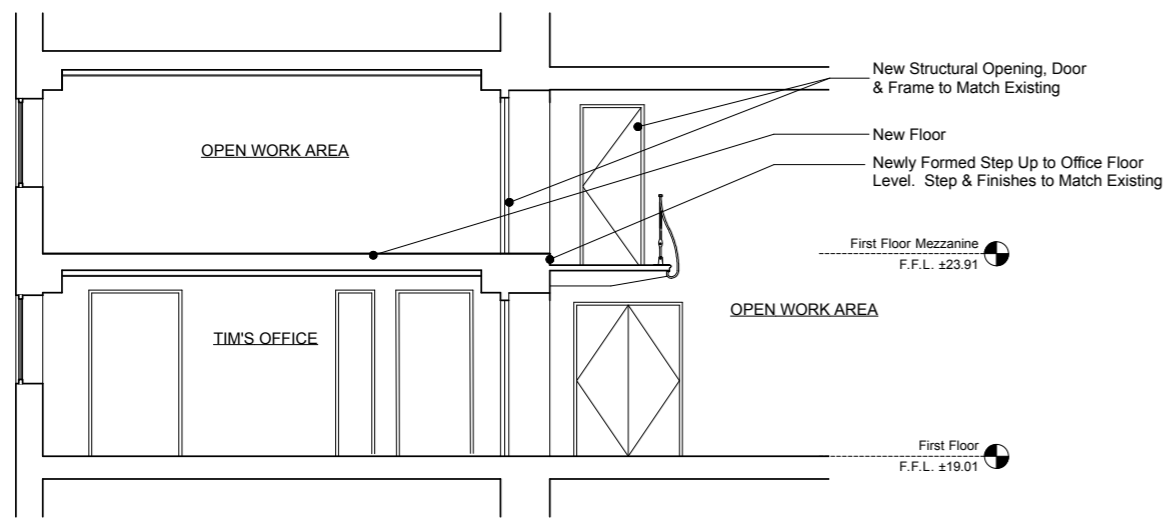 New Structural Opening, Door
& Frame to Match Existing
OPEN WORK AREA
New Floor
Newly Formed Step Up to Office Floor
Level.  Step & Finishes to Match Existing
First Floor Mezzanine
F.F.L. ±23.91
OPEN WORK AREA
TIM'S OFFICE
First Floor
F.F.L. ±19.01